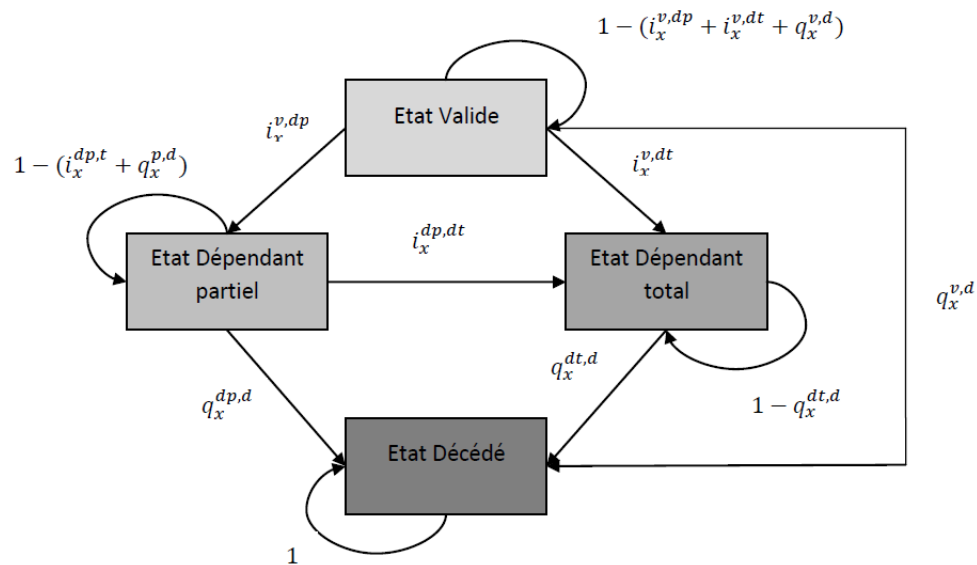 1 − (i_x^{v,dp} + i_x^{v,dt} + q_x^{v,d})
Etat Valide
i_x^{v,dp}
i_x^{v,dt}
1 − (i_x^{dp,t} + q_x^{p,d})
i_x^{dp,dt}
Etat Dépendant
partiel
Etat Dépendant
total
q_x^{v,d}
q_x^{dp,d}
q_x^{dt,d}
1 − q_x^{dt,d}
Etat Décédé
1